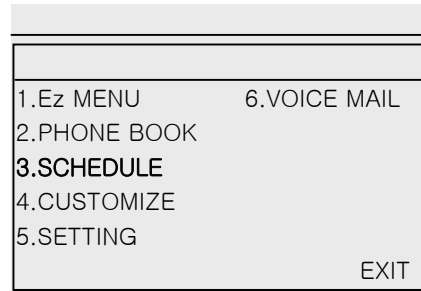 1.Ez MENU 6.VOICE MAIL
2.PHONE BOOK
3.SCHEDULE
4.CUSTOMIZE
5.SETTING
EXIT